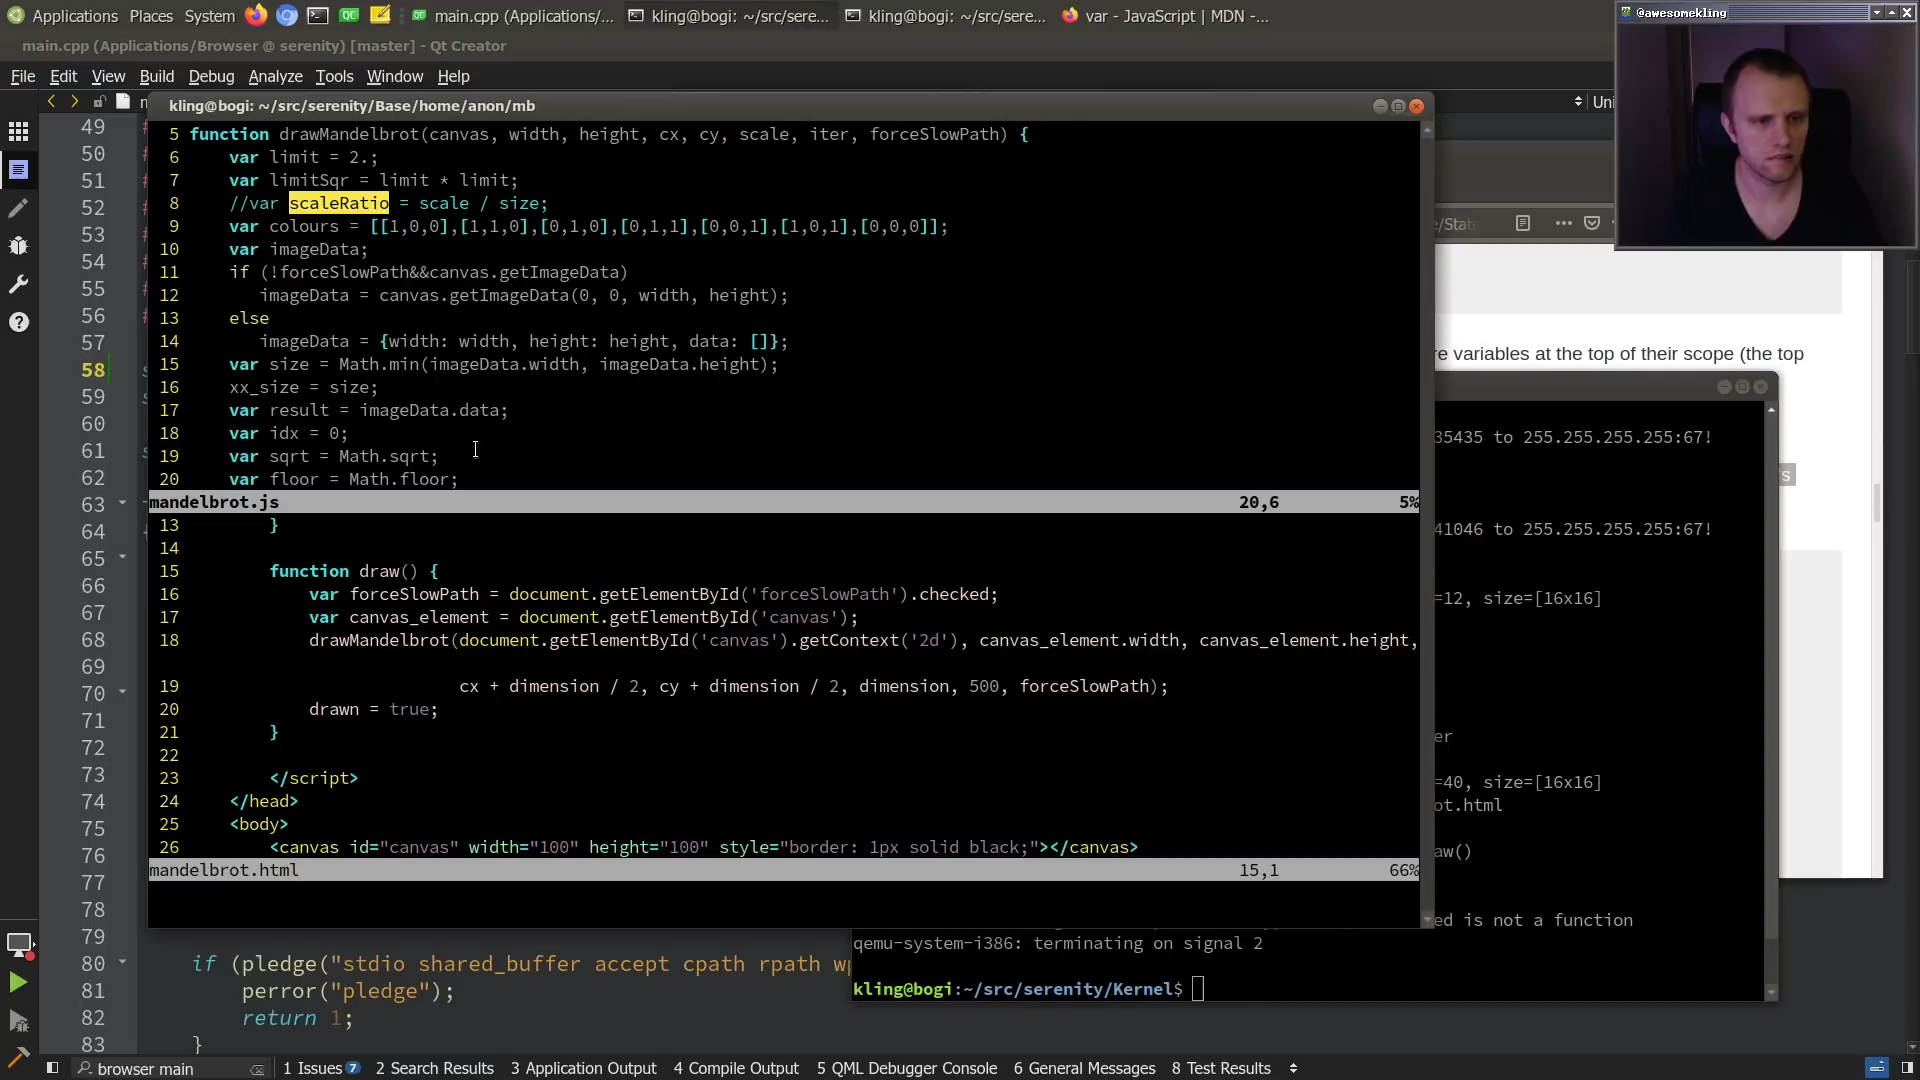 Applications Places System main.cpp (Applications/... kling@bogi: ~/src/sere... kling@bogi: ~/src/sere... var - JavaScript | MDN -...
@awesomekling
main.cpp (Applications/Browser @ serenity) [master] - Qt Creator
File Edit View Build Debug Analyze Tools Window Help
kling@bogi: ~/src/serenity/Base/home/anon/mb
5 function drawMandelbrot(canvas, width, height, cx, cy, scale, iter, forceSlowPath) {
6 var limit = 2.;
7 var limitSqr = limit * limit;
8 //var scaleRatio = scale / size;
9 var colours = [[1,0,0],[1,1,0],[0,1,0],[0,1,1],[0,0,1],[1,0,1],[0,0,0]];
10 var imageData;
11 if (!forceSlowPath&&canvas.getImageData)
12 imageData = canvas.getImageData(0, 0, width, height);
13 else
14 imageData = {width: width, height: height, data: []};
15 var size = Math.min(imageData.width, imageData.height);
16 xx_size = size;
17 var result = imageData.data;
18 var idx = 0;
19 var sqrt = Math.sqrt;
20 var floor = Math.floor;
mandelbrot.js 20,6 5%
13 }
14
15 function draw() {
16 var forceSlowPath = document.getElementById('forceSlowPath').checked;
17 var canvas_element = document.getElementById('canvas');
18 drawMandelbrot(document.getElementById('canvas').getContext('2d'), canvas_element.width, canvas_element.height,
19 cx + dimension / 2, cy + dimension / 2, dimension, 500, forceSlowPath);
20 drawn = true;
21 }
22
23 </script>
24 </head>
25 <body>
26 <canvas id="canvas" width="100" height="100" style="border: 1px solid black;"></canvas>
mandelbrot.html 15,1 66%
49
50
51
52
53
54
55
56
57
58
59
60
61
62
63
64
65
66
67
68
69
70
71
72
73
74
75
76
77
78
79
80 if (pledge("stdio shared_buffer accept cpath rpath
81 perror("pledge");
82 return 1;
83 }
Uni
e/Stat
re variables at the top of their scope (the top
35435 to 255.255.255.255:67!
41046 to 255.255.255.255:67!
=12, size=[16x16]
er
=40, size=[16x16]
ot.html
aw()
ed is not a function
qemu-system-i386: terminating on signal 2
kling@bogi:~/src/serenity/Kernel$
browser main 1 Issues 7 2 Search Results 3 Application Output 4 Compile Output 5 QML Debugger Console 6 General Messages 8 Test Results